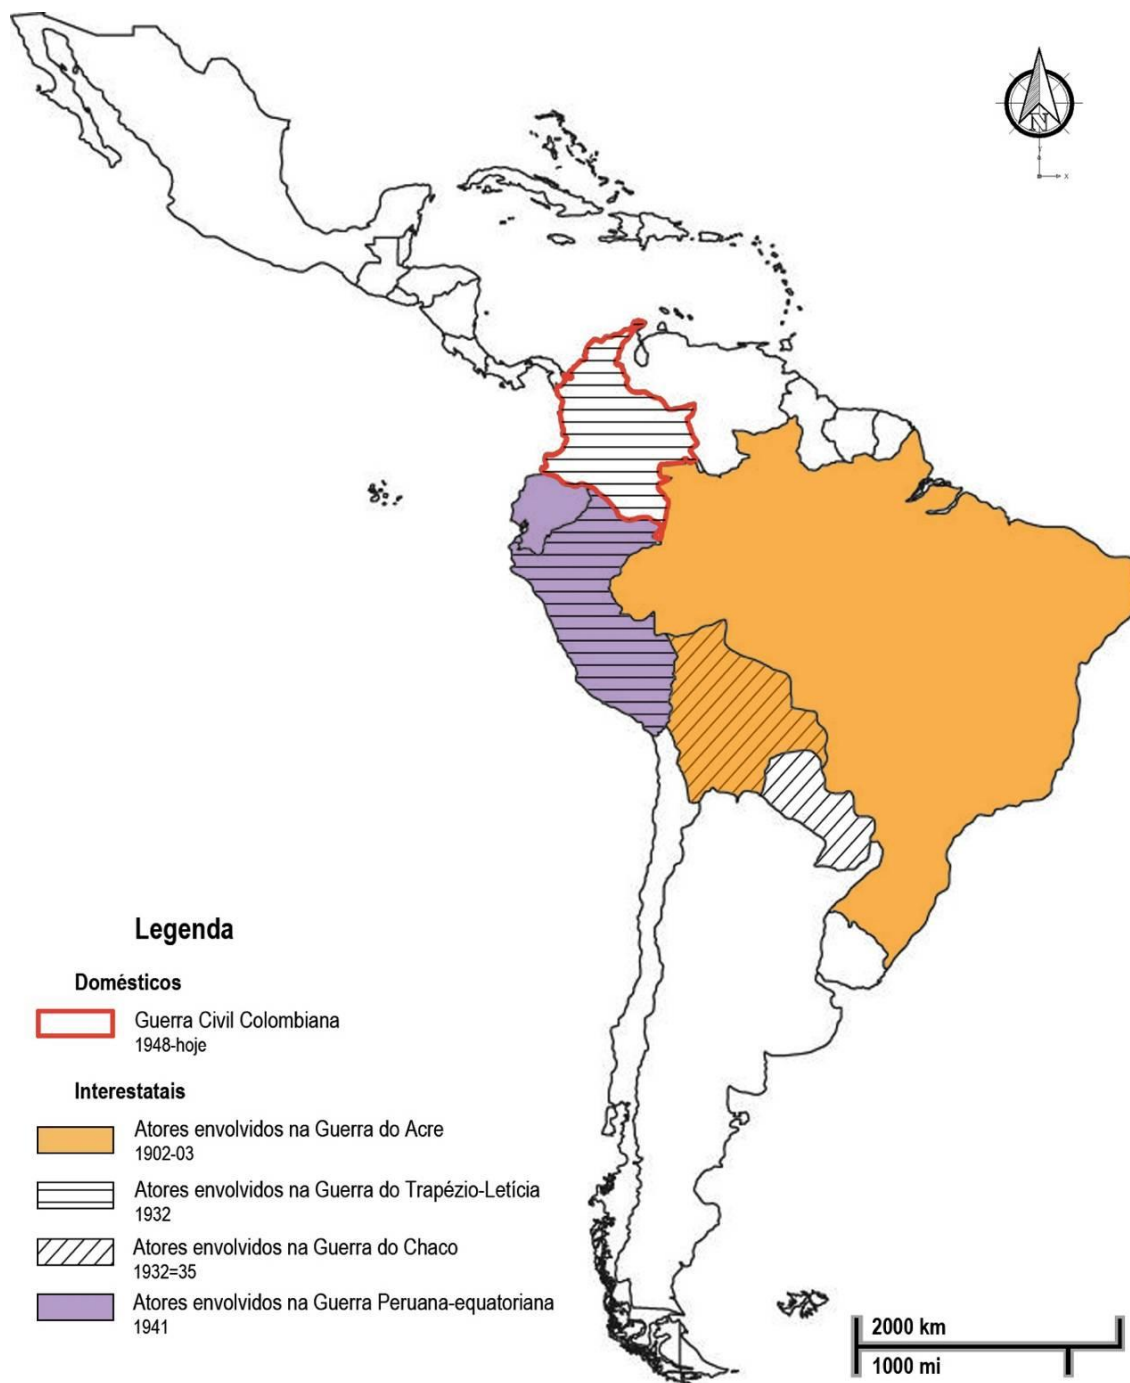 N
Y
X
Legenda
Domésticos
Guerra Civil Colombiana
1948-hoje
Interestatais
Atores envolvidos na Guerra do Acre
1902-03
Atores envolvidos na Guerra do Trapézio-Letícia
1932
Atores envolvidos na Guerra do Chaco
1932=35
Atores envolvidos na Guerra Peruana-equatoriana
1941
2000 km
1000 mi